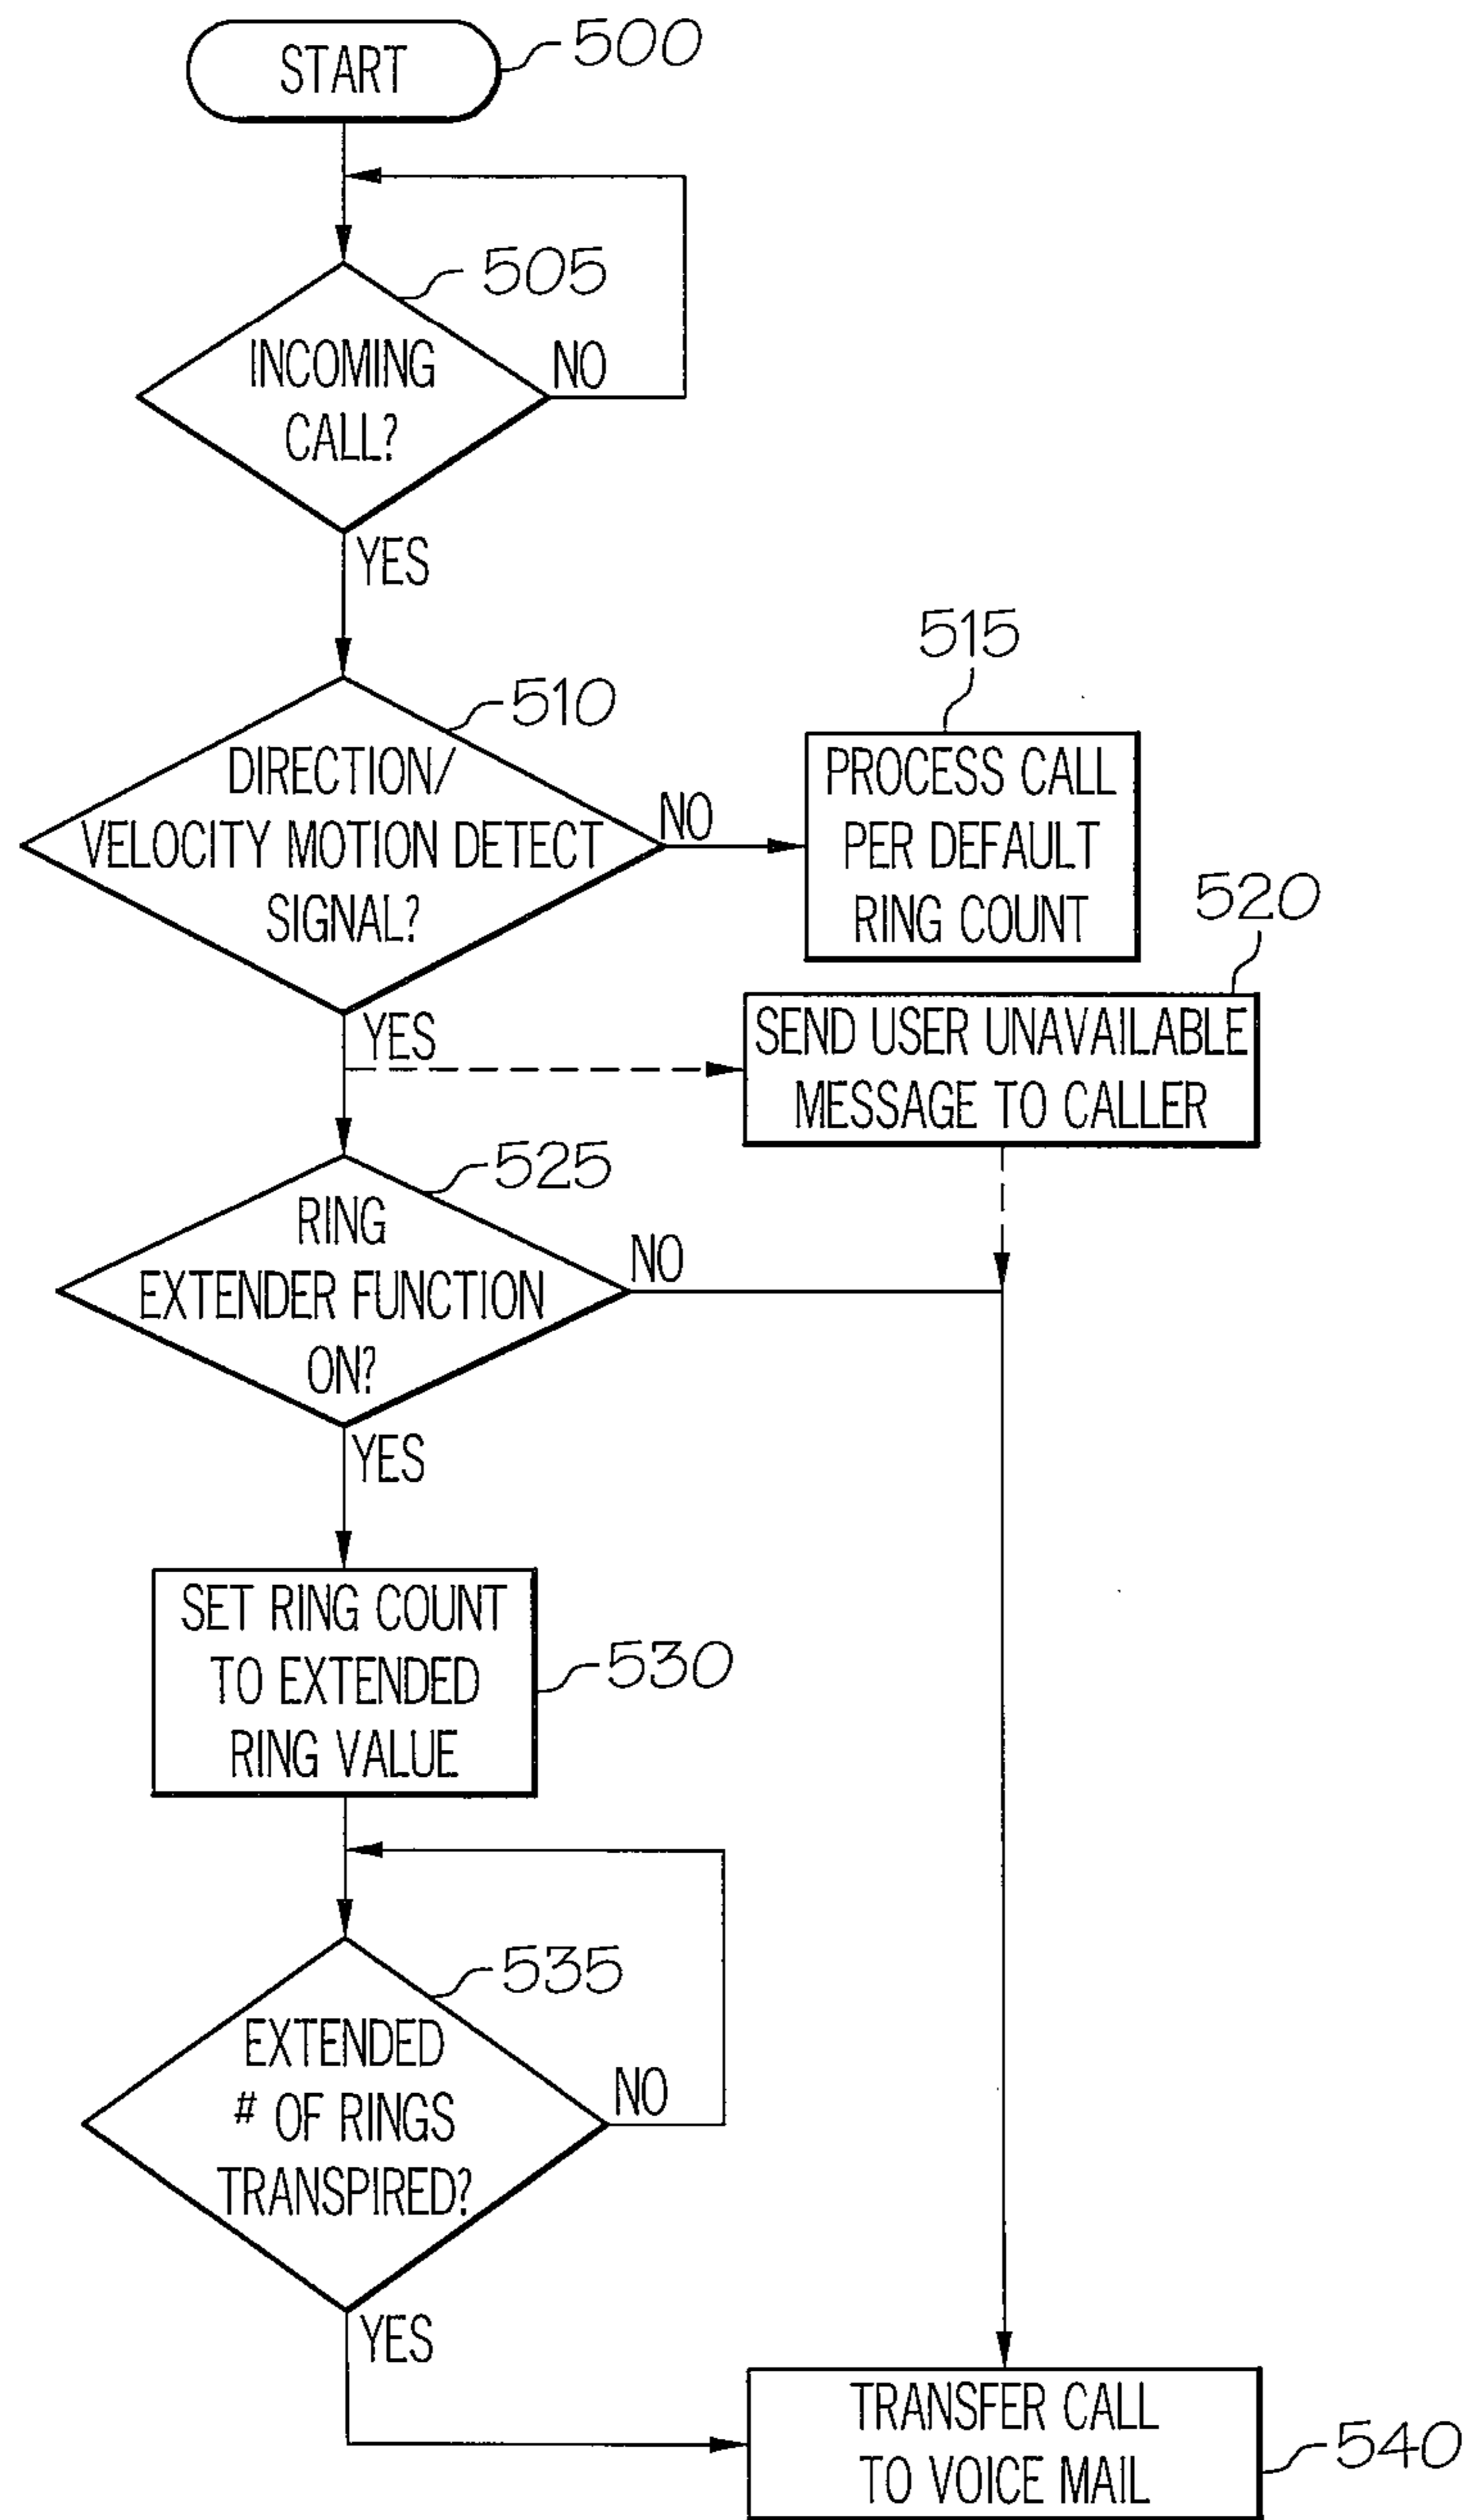 START
500
505
INCOMING
CALL?
NO
YES
510
DIRECTION/
VELOCITY MOTION DETECT
SIGNAL?
NO
515
PROCESS CALL
PER DEFAULT
RING COUNT
YES
520
SEND USER UNAVAILABLE
MESSAGE TO CALLER
525
RING
EXTENDER FUNCTION
ON?
NO
YES
SET RING COUNT
TO EXTENDED
RING VALUE
530
535
EXTENDED
# OF RINGS
TRANSPIRED?
NO
YES
TRANSFER CALL
TO VOICE MAIL
540